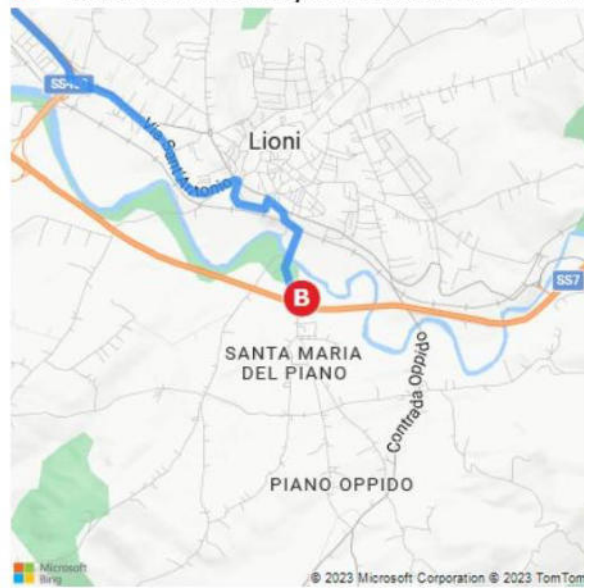 Lioni
Via Sant'Antonio
B
SS7
SANTA MARIA
DEL PIANO
Contrada Oppido
PIANO OPPIDO
Microsoft
Bing
© 2023 Microsoft Corporation © 2023 TomTom